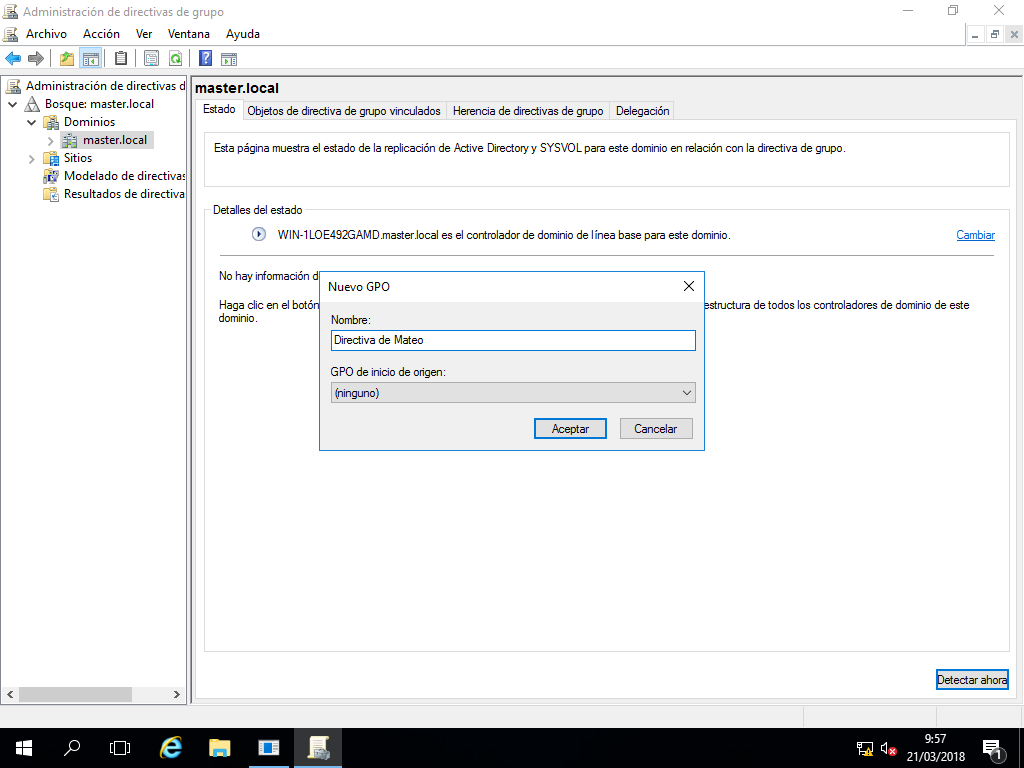 Administración de directivas de grupo
Archivo Acción Ver Ventana Ayuda
Administración de directivas d
Bosque: master.local
Dominios
master.local
Sitios
Modelado de directivas
Resultados de directiva
master.local
Estado Objetos de directiva de grupo vinculados Herencia de directivas de grupo Delegación
Esta página muestra el estado de la replicación de Active Directory y SYSVOL para este dominio en relación con la directiva de grupo.
Detalles del estado
WIN-1LOE492GAMD.master.local es el controlador de dominio de línea base para este dominio. Cambiar
No hay información d
Haga clic en el botón estructura de todos los controladores de dominio de este
dominio.
Nuevo GPO
Nombre:
Directiva de Mateo
GPO de inicio de origen:
(ninguno)
Aceptar Cancelar
Detectar ahora
9:57
21/03/2018
1